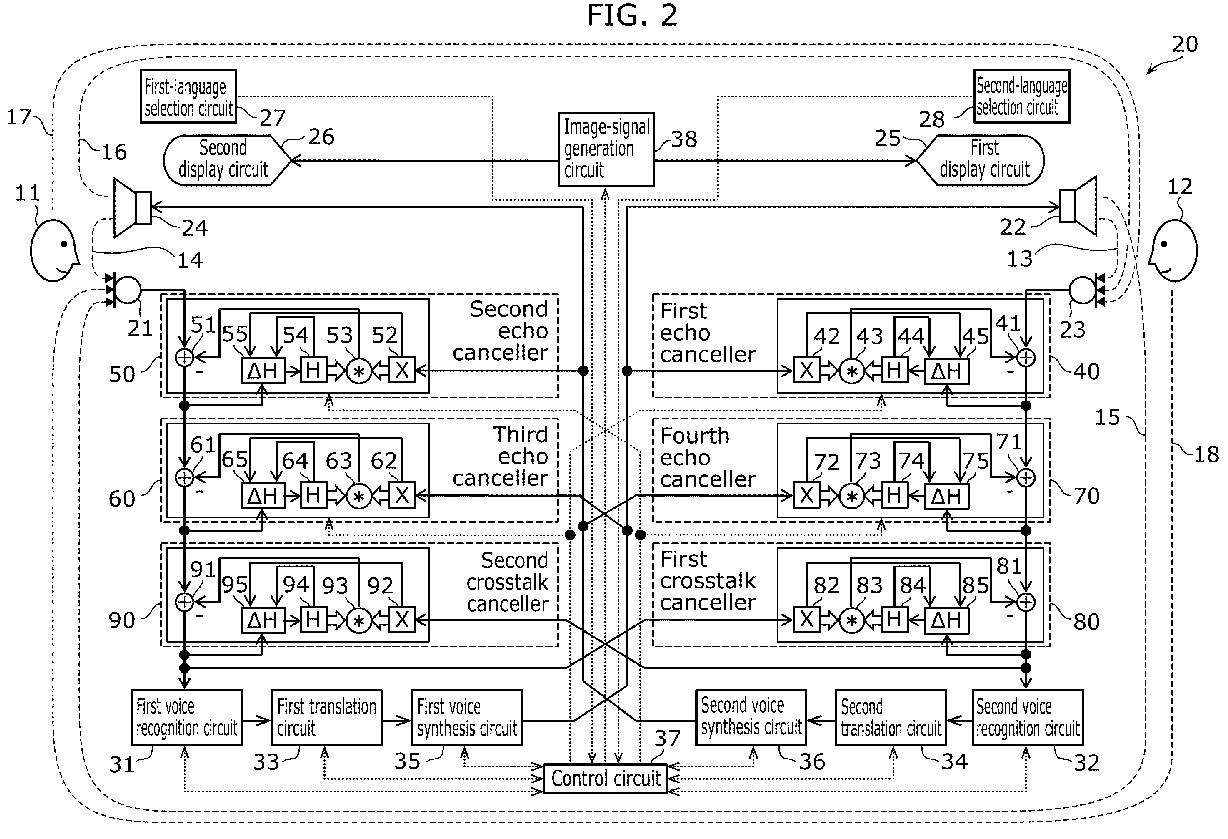 FIG. 2
20
First-language
selection circuit
27
Second-language
selection circuit
28
17
16
Second
display circuit
26
Image-signal
generation
circuit
38
25
First
display circuit
11
24
14
21
12
22
13
23
Second
echo
canceller
50
51
55
54
53
52
ΔH
H
*
X
-
First
echo
canceller
40
42
43
44
45
41
X
*
H
ΔH
-
Third
echo
canceller
60
61
65
64
63
62
ΔH
H
*
X
-
Fourth
echo
canceller
70
72
73
74
75
71
X
*
H
ΔH
-
15
18
Second
crosstalk
canceller
90
91
95
94
93
92
ΔH
H
*
X
-
First
crosstalk
canceller
80
82
83
84
85
81
X
*
H
ΔH
-
First voice
recognition circuit
31
First translation
circuit
33
First voice
synthesis circuit
35
Second voice
synthesis circuit
36
Second
translation circuit
34
Second voice
recognition circuit
32
37
Control circuit